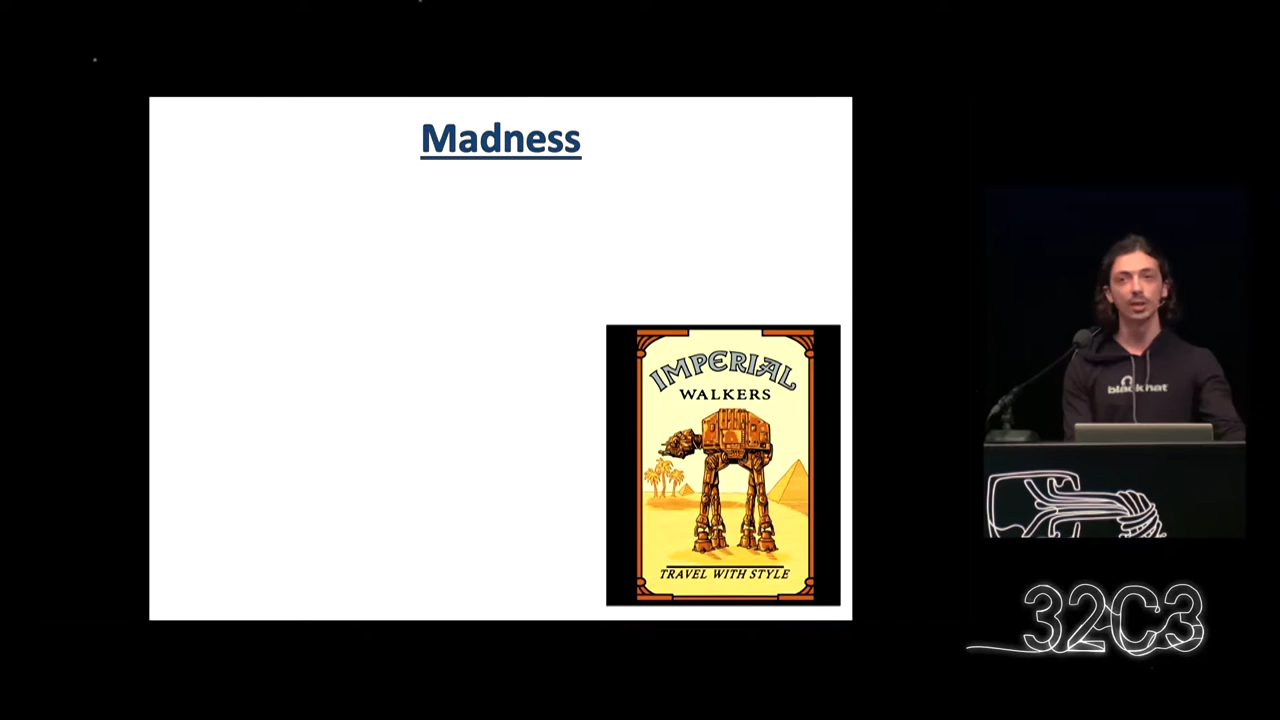 Madness
IMPERIAL
WALKERS
TRAVEL WITH STYLE
blackhat
32C3